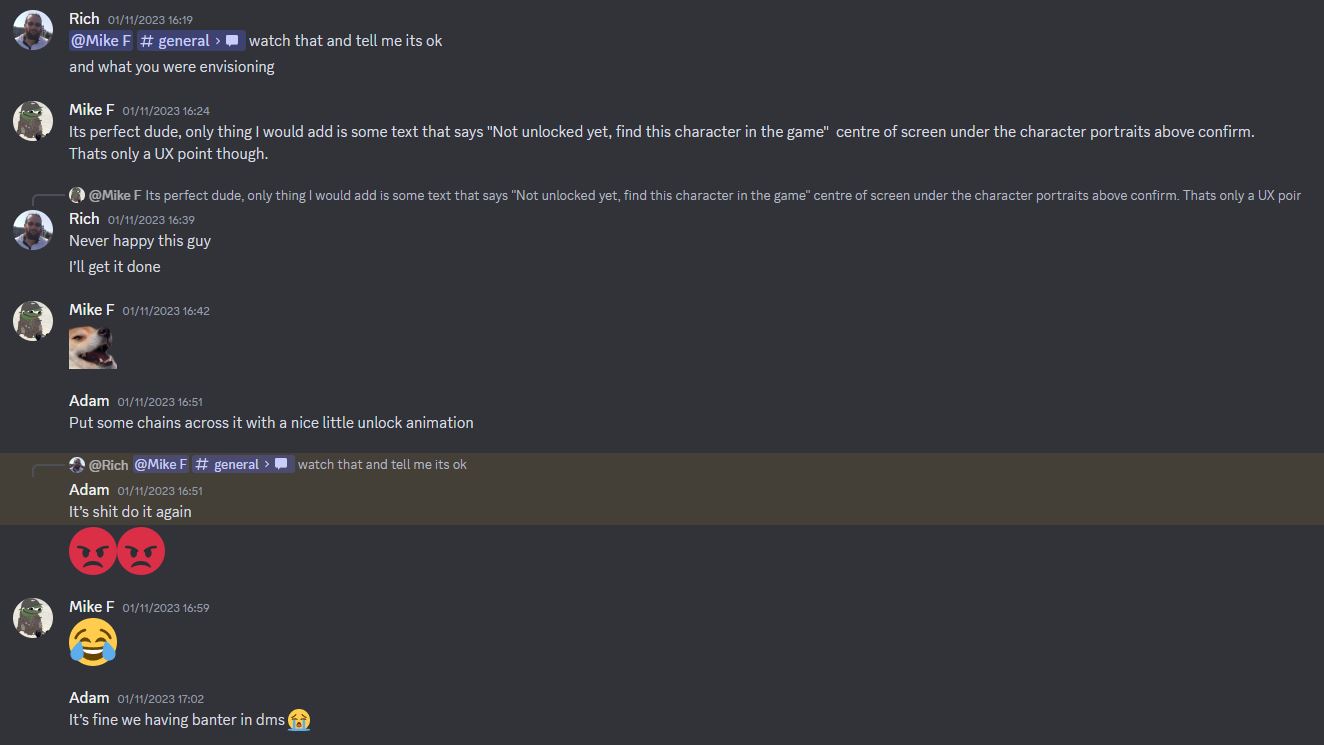 Rich 01/11/2023 16:19
@Mike F # general › watch that and tell me its ok
and what you were envisioning
Mike F 01/11/2023 16:24
Its perfect dude, only thing I would add is some text that says "Not unlocked yet, find this character in the game" centre of screen under the character portraits above confirm.
Thats only a UX point though.
@Mike F Its perfect dude, only thing I would add is some text that says "Not unlocked yet, find this character in the game" centre of screen under the character portraits above confirm. Thats only a UX poir
Rich 01/11/2023 16:39
Never happy this guy
I'll get it done
Mike F 01/11/2023 16:42
Adam 01/11/2023 16:51
Put some chains across it with a nice little unlock animation
@Rich @Mike F # general › watch that and tell me its ok
Adam 01/11/2023 16:51
It's shit do it again
😡😡
Mike F 01/11/2023 16:59
😂
Adam 01/11/2023 17:02
It's fine we having banter in dms 😭